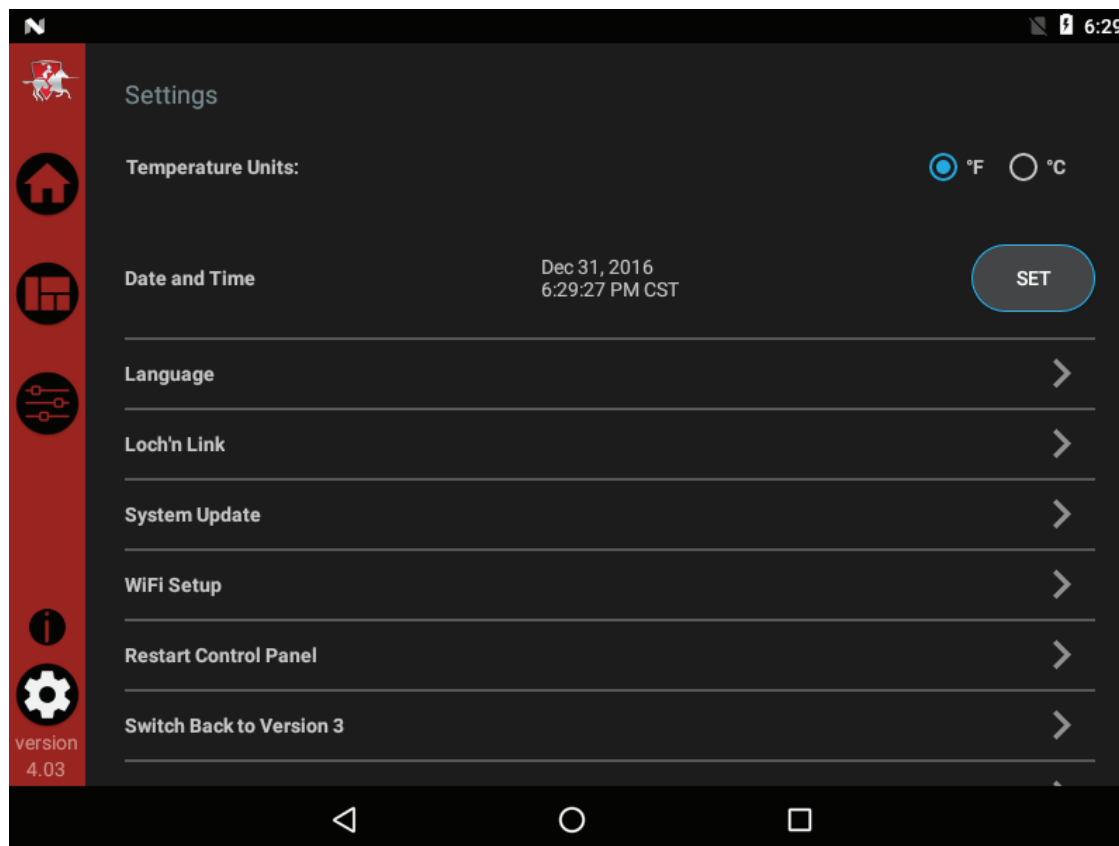 6:29
Settings
Temperature Units:
°F
°C
Date and Time
Dec 31, 2016
6:29:27 PM CST
SET
Language
Loch'n Link
System Update
WiFi Setup
Restart Control Panel
Switch Back to Version 3
version
4.03